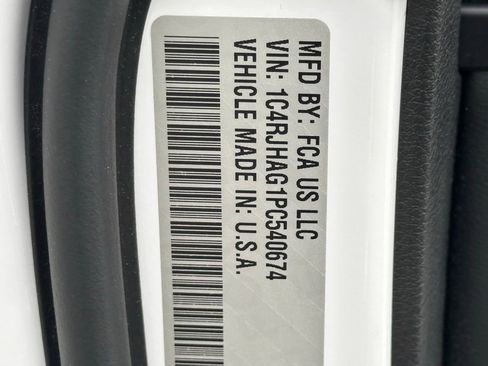 MFD BY: FCA US LLC
VIN: 1C4RJHAG1PC540674
VEHICLE MADE IN: U.S.A.